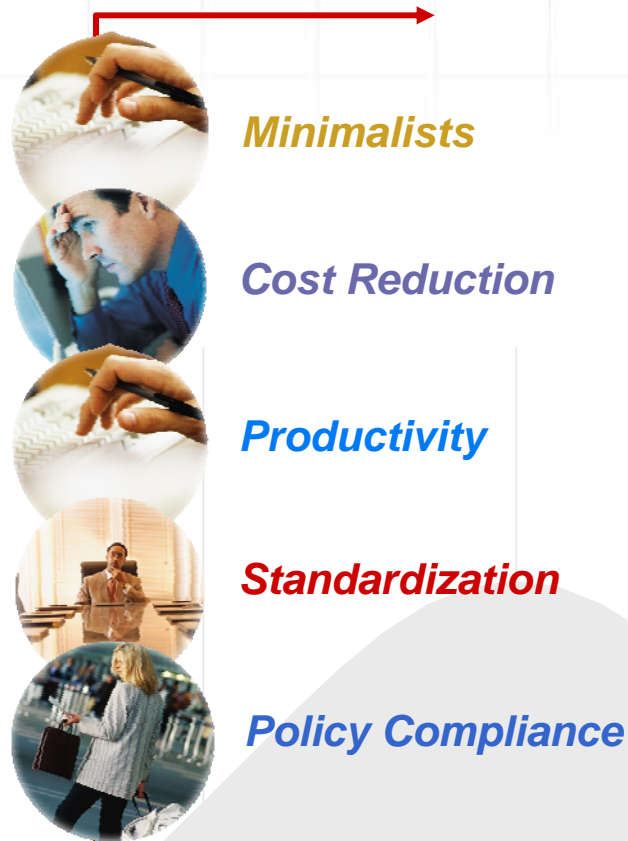 Minimalists
Cost Reduction
Productivity
Standardization
Policy Compliance